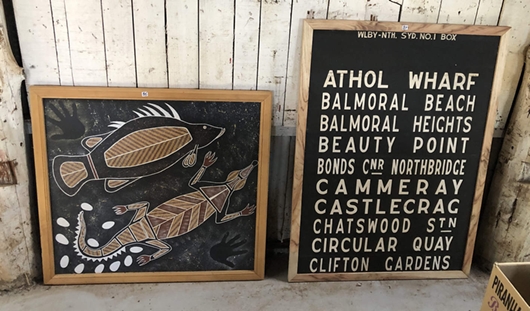 WLBY-NTH. SYD. NO.1 BOX
ATHOL WHARF
BALMORAL BEACH
BALMORAL HEIGHTS
BEAUTY POINT
BONDS CNR NORTHBRIDGE
CAMMERAY
CASTLECRAG
CHATSWOOD STN
CIRCULAR QUAY
CLIFTON GARDENS